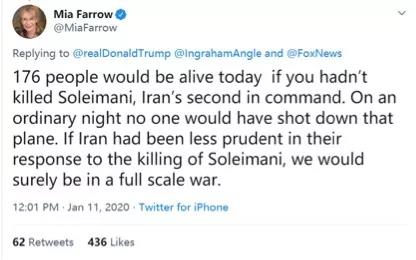 Mia Farrow
@MiaFarrow
Replying to @realDonaldTrump @IngrahamAngle and @FoxNews
176 people would be alive today  if you hadn't
killed Soleimani, Iran's second in command. On an
ordinary night no one would have shot down that
plane. If Iran had been less prudent in their
response to the killing of Soleimani, we would
surely be in a full scale war.
12:01 PM · Jan 11, 2020 · Twitter for iPhone
62 Retweets 436 Likes